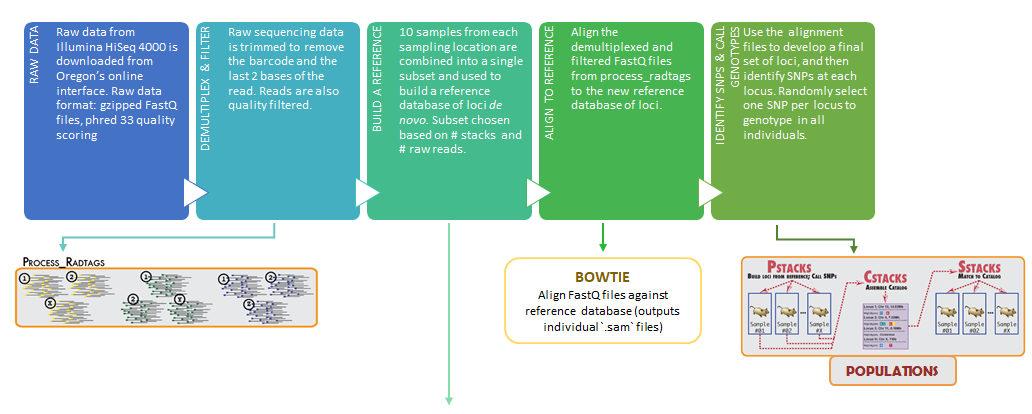 RAW DATA
Raw data from
Illumina HiSeq 4000 is
downloaded from
Oregon's online
interface. Raw data
format: gzipped FastQ
files, phred 33 quality
scoring
DEMULTIPLEX & FILTER
Raw sequencing data
is trimmed to remove
the barcode and the
last 2 bases of the
read. Reads are also
quality filtered.
BUILD A REFERENCE
10 samples from each
sampling location are
combined into a single
subset and used to
build a reference
database of loci de
novo. Subset chosen
based on # stacks and
# raw reads.
ALIGN TO REFERENCE
Align the
demultiplexed and
filtered FastQ files
from process_radtags
to the new reference
database of loci.
IDENTIFY SNPS & CALL
GENOTYPES
Use the alignment
files to develop a final
set of loci, and then
identify SNPs at each
locus. Randomly select
one SNP per locus to
genotype in all
individuals.
PROCESS_RADTAGS
1 2 1 2 1 2
X X X
BOWTIE
Align FastQ files against
reference database (outputs
individual `.sam` files)
PSTACKS
BUILD LOCI FROM REFERENCE; CALL SNPS
Sample #01
Sample #02
...
Sample #X
CSTACKS
ASSEMBLE CATALOG
SSTACKS
MATCH TO CATALOG
Sample #01
Sample #02
...
Sample #X
POPULATIONS